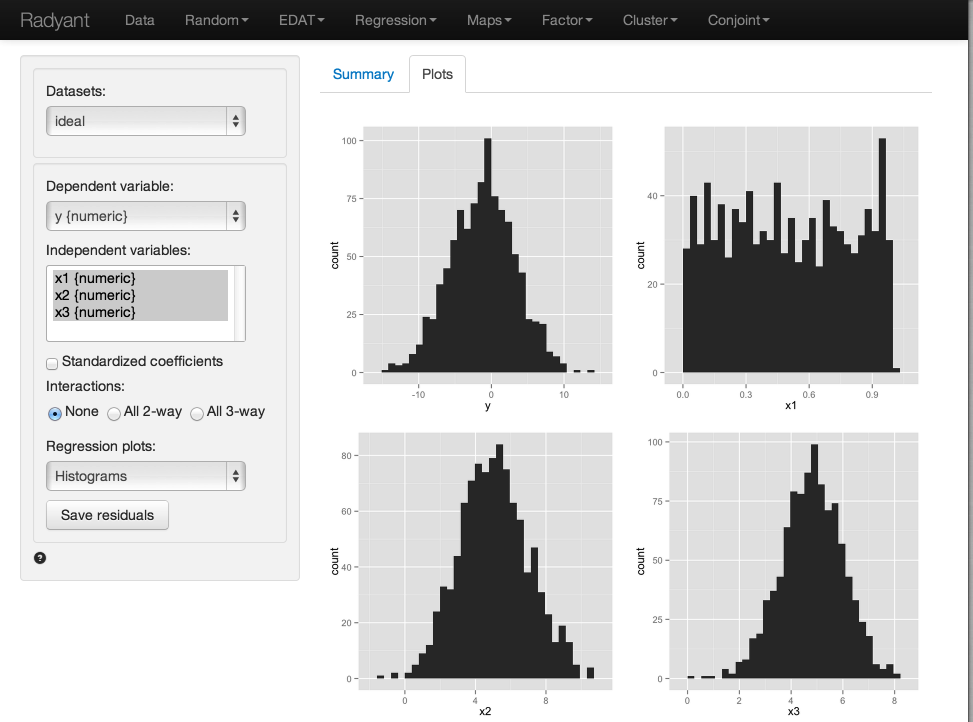 Radyant Data Random EDAT Regression Maps Factor Cluster Conjoint
Datasets:
ideal
Dependent variable:
y {numeric}
Independent variables:
x1 {numeric}
x2 {numeric}
x3 {numeric}
Standardized coefficients
Interactions:
None All 2-way All 3-way
Regression plots:
Histograms
Save residuals
?
Summary Plots
100
75
50
25
0
count
-10 0 10
y
40
20
0
count
0.0 0.3 0.6 0.9
x1
80
60
40
20
0
count
0 4 8
x2
100
75
50
25
0
count
0 2 4 6 8
x3